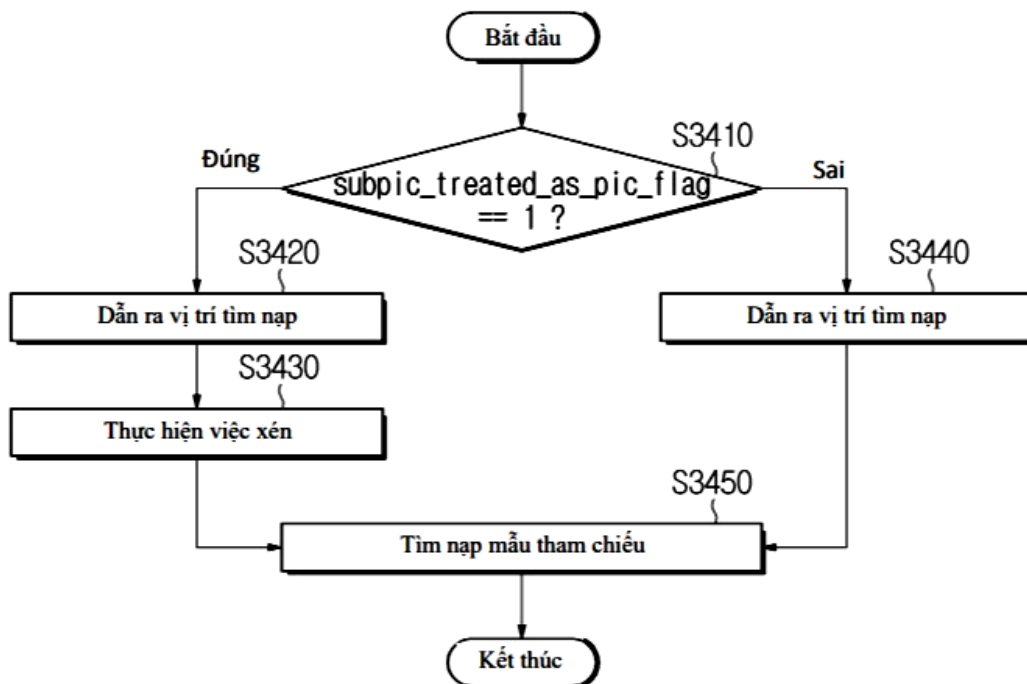 Bắt đầu
S3410
Đúng
Sai
subpic_treated_as_pic_flag
== 1 ?
S3420
S3440
Dẫn ra vị trí tìm nạp
Dẫn ra vị trí tìm nạp
S3430
Thực hiện việc xén
S3450
Tìm nạp mẫu tham chiếu
Kết thúc